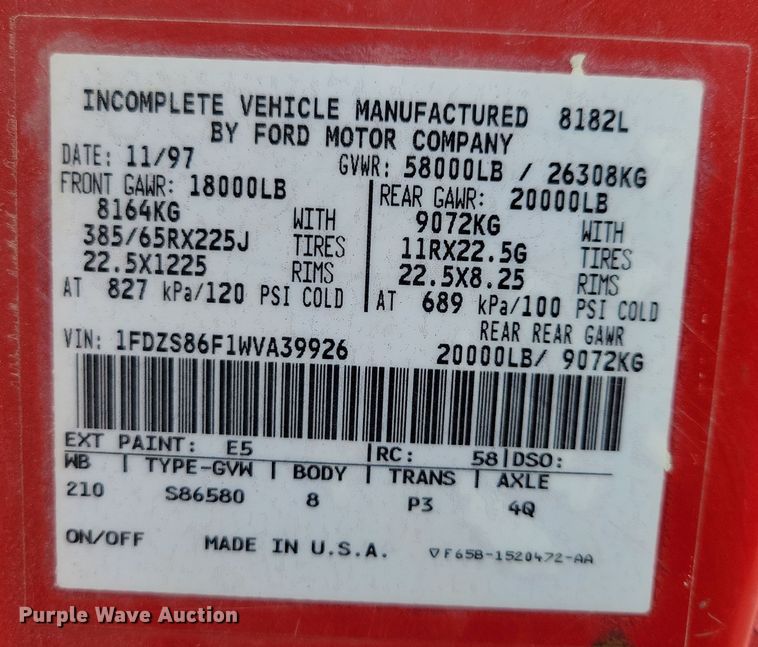 INCOMPLETE VEHICLE MANUFACTURED 8182L
BY FORD MOTOR COMPANY
DATE: 11/97 GVWR: 58000LB / 26308KG
FRONT GAWR: 18000LB
8164KG WITH
385/65RX225J TIRES
22.5X1225 RIMS
AT 827 kPa/120 PSI COLD
REAR GAWR: 20000LB
9072KG WITH
11RX22.5G TIRES
22.5X8.25 RIMS
AT 689 kPa/100 PSI COLD
REAR REAR GAWR
VIN: 1FDZS86F1WVA39926 20000LB/ 9072KG
EXT PAINT: E5 |RC: 58|DSO:
WB | TYPE-GVW | BODY | TRANS | AXLE
210 S86580 8 P3 4Q
ON/OFF MADE IN U.S.A. ▽F65B-1520472-AA
Purple Wave Auction